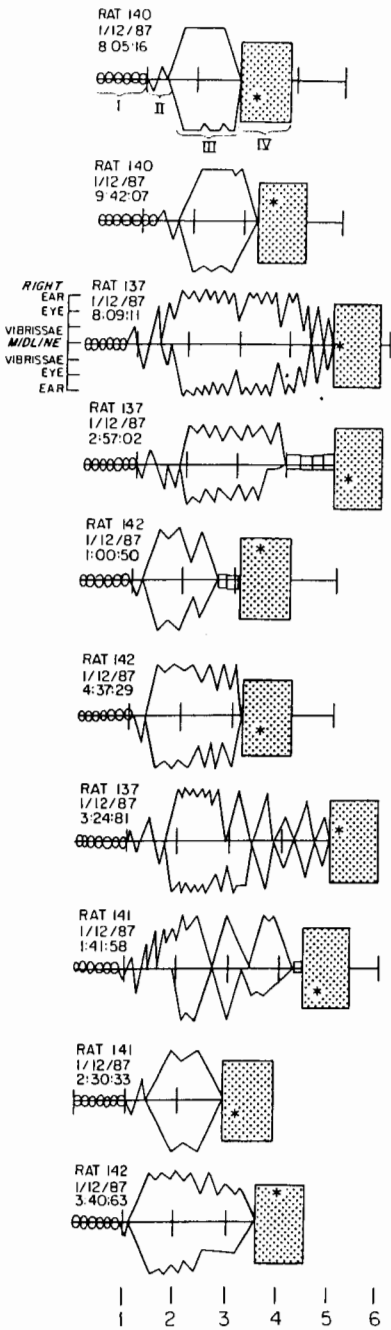 RAT 140
1/12/87
8:05:16
I
II
III
IV
*
RAT 140
1/12/87
9:42:07
*
RIGHT
EAR
EYE
VIBRISSAE
MIDLINE
VIBRISSAE
EYE
EAR
RAT 137
1/12/87
8:09:11
*
RAT 137
1/12/87
2:57:02
*
RAT 142
1/12/87
1:00:50
*
RAT 142
1/12/87
4:37:29
*
RAT 137
1/12/87
3:24:81
*
RAT 141
1/12/87
1:41:58
*
RAT 141
1/12/87
2:30:33
*
RAT 142
1/12/87
3:40:63
*
1 2 3 4 5 6